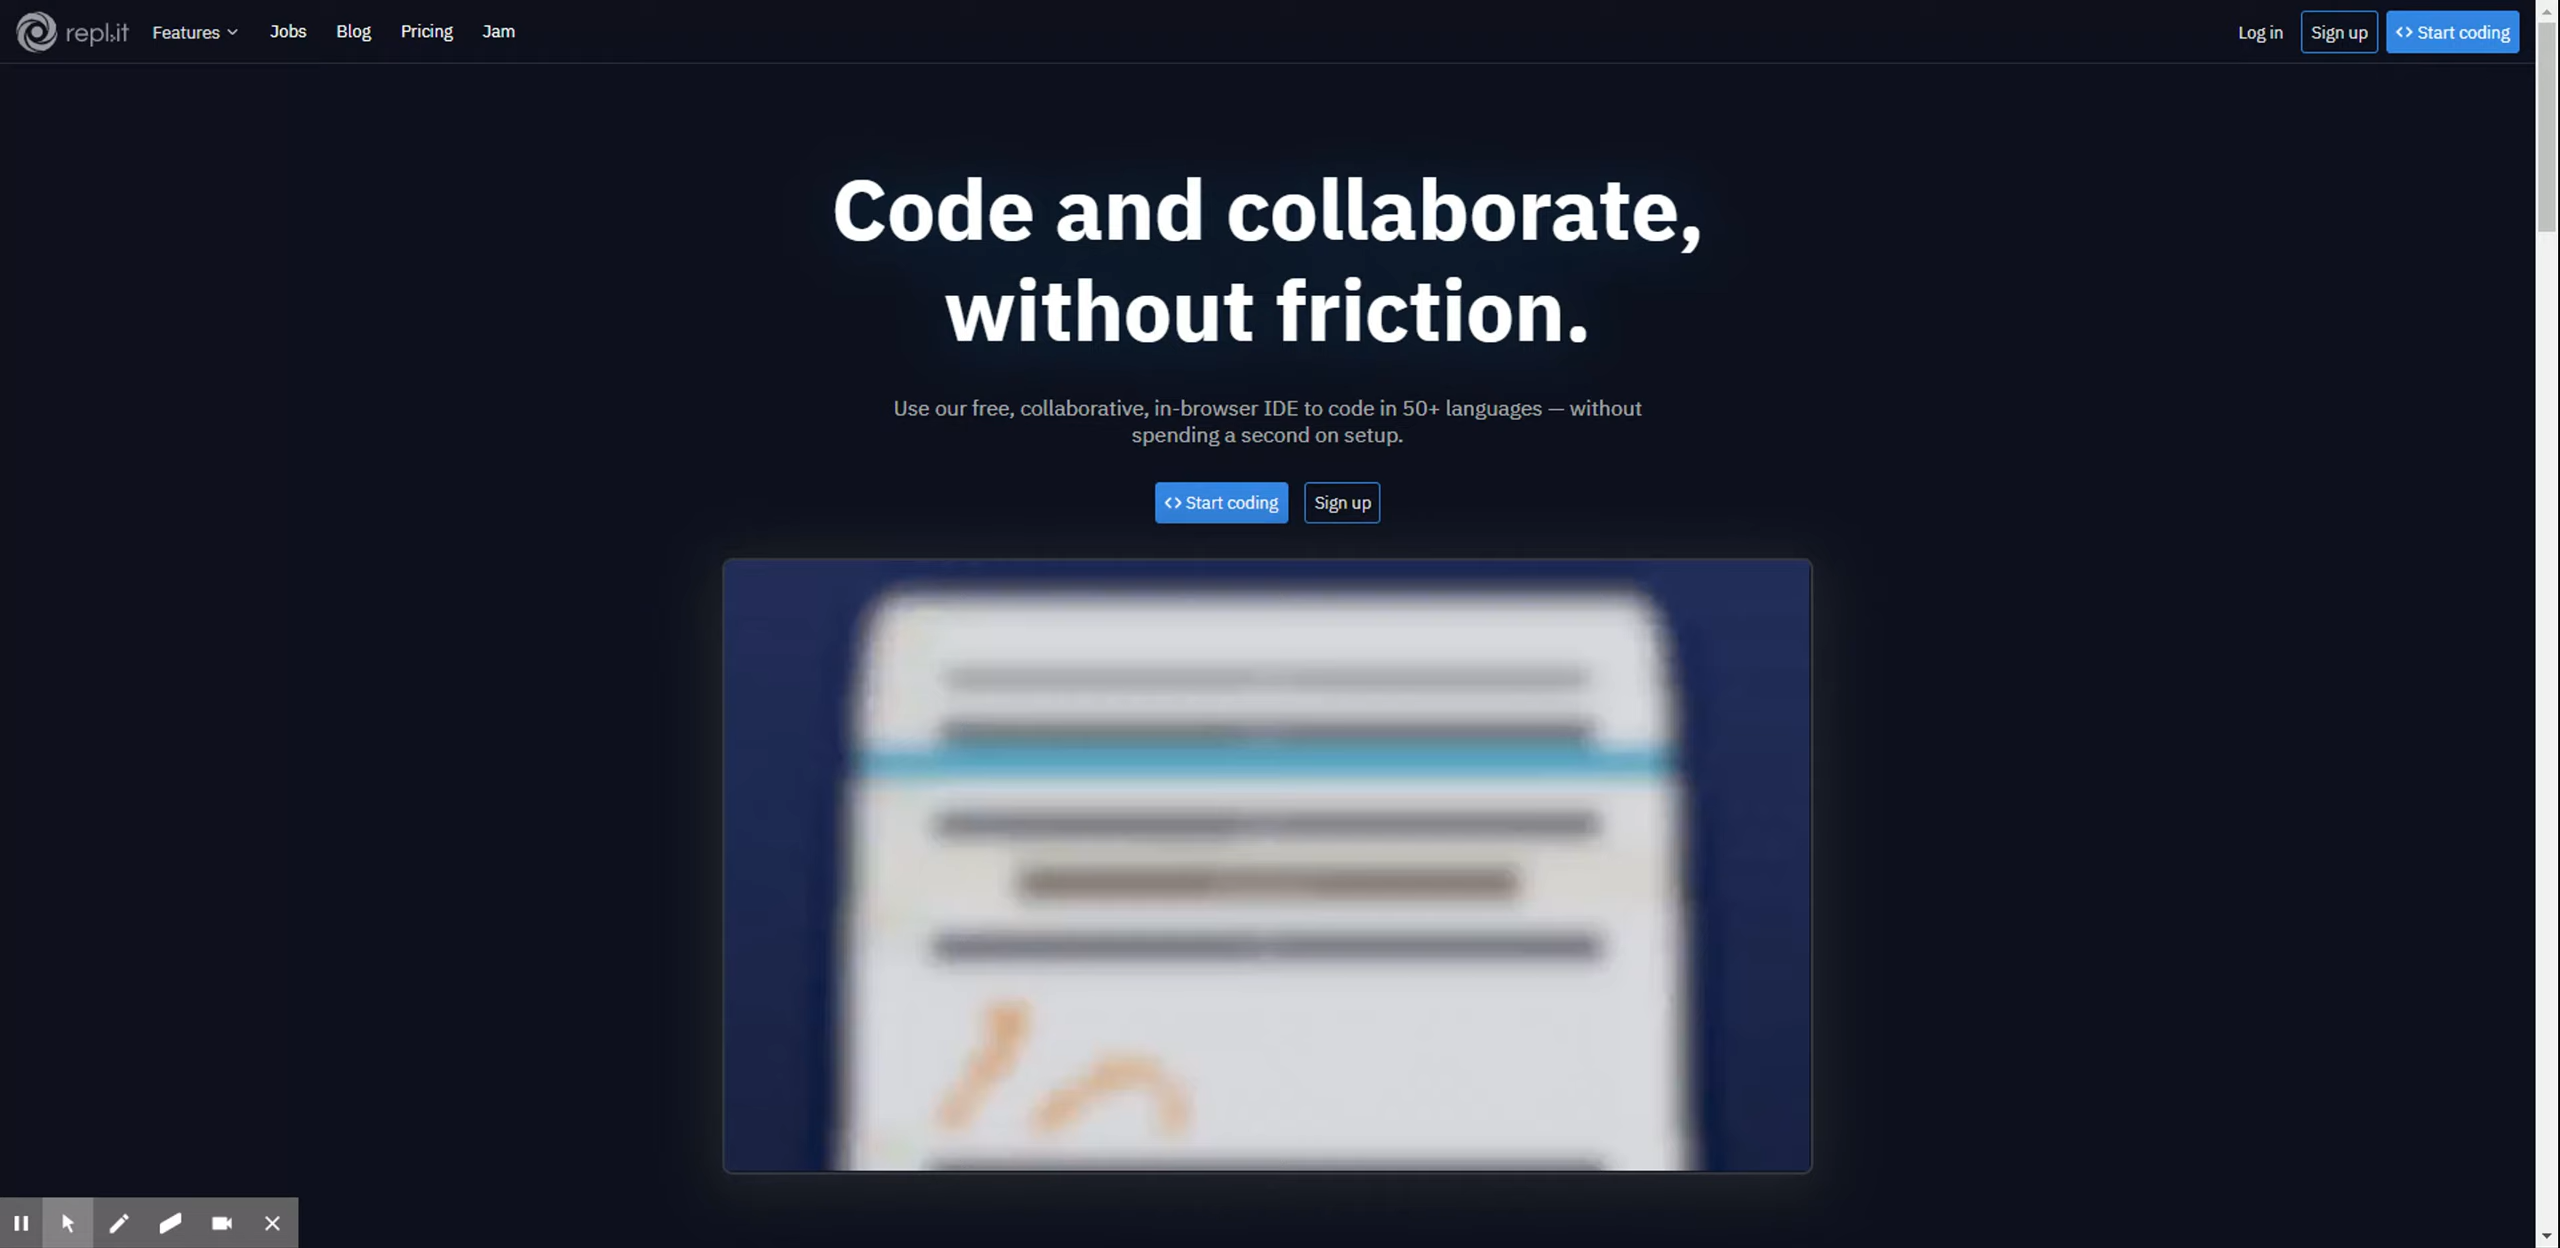 repl.it
Features
Jobs
Blog
Pricing
Jam
Log in
Sign up
<> Start coding
Code and collaborate,
without friction.
Use our free, collaborative, in-browser IDE to code in 50+ languages — without
spending a second on setup.
<> Start coding
Sign up